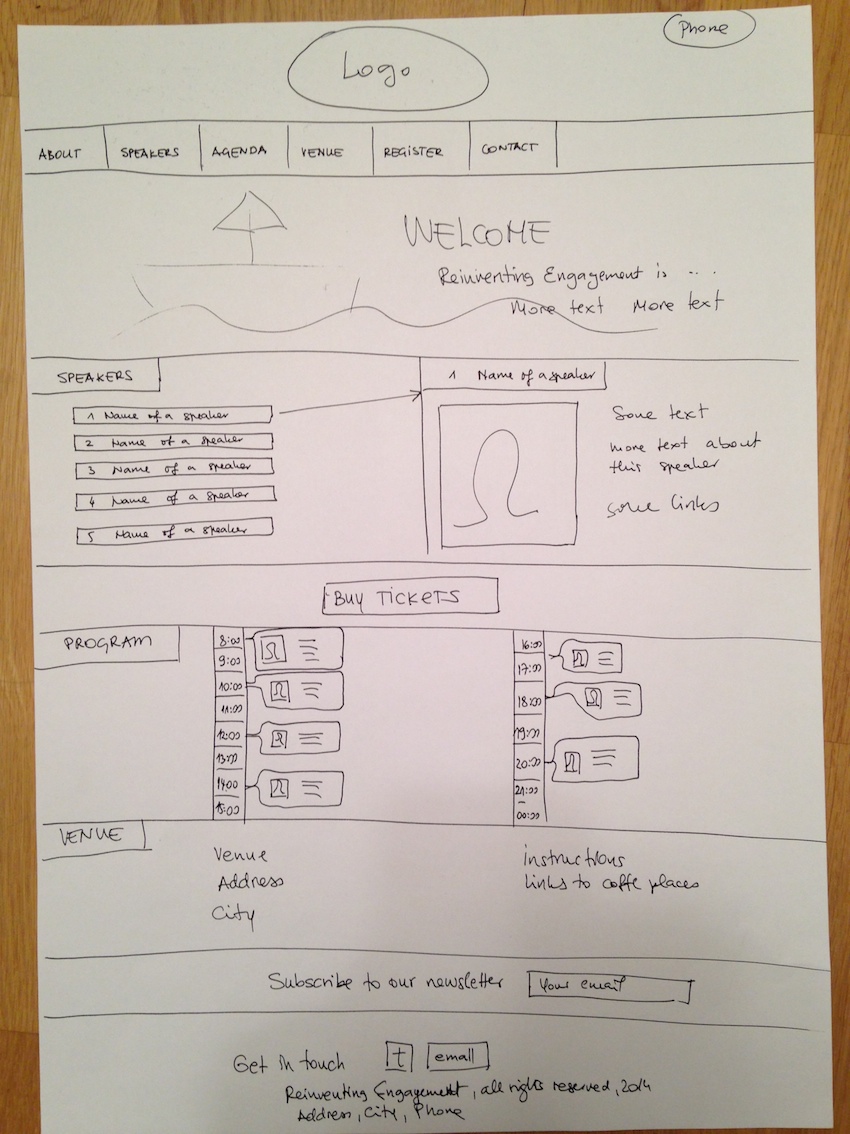 Phone
Logo
ABOUT
SPEAKERS
AGENDA
VENUE
REGISTER
CONTACT
WELCOME
Reinventing Engagement is ....
More text More text
SPEAKERS
1 Name of a speaker
2 Name of a speaker
3 Name of a speaker
4 Name of a speaker
5 Name of a speaker
1 Name of a speaker
Some text
more text about
this speaker
some links
BUY TICKETS
PROGRAM
8:00
9:00
10:00
11:00
12:00
13:00
14:00
15:00
16:00
17:00
18:00
19:00
20:00
21:00
–
00:00
VENUE
Venue
Address
City
instructions
Links to coffe places
Subscribe to our newsletter
Your email
Get in touch
t
email
Reinventing Engagement, all rights reserved, 2014
Address, City, Phone